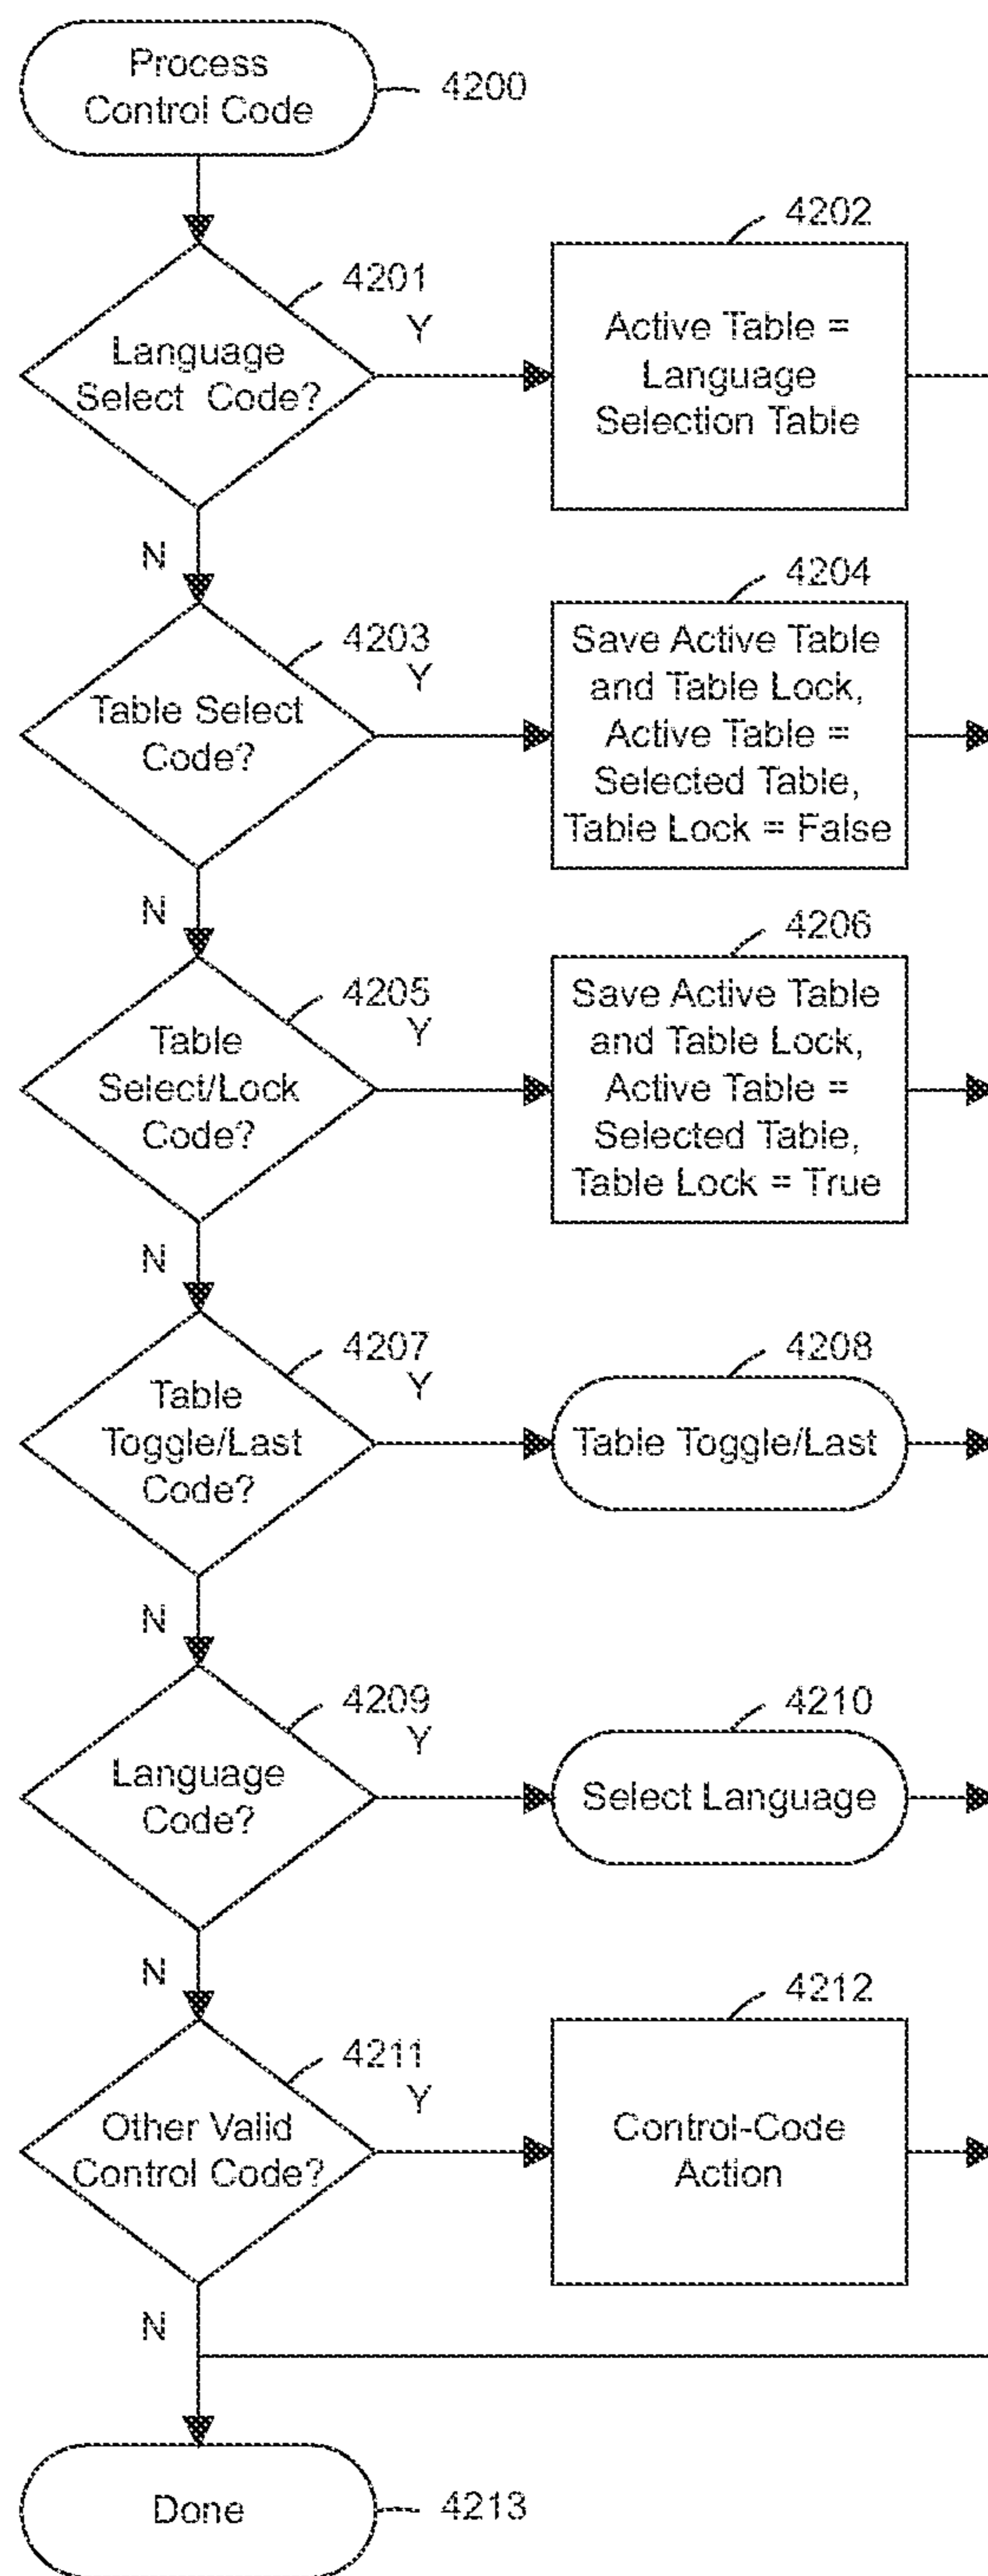 Process
Control Code
4200
4202
4201
Y
Language
Select Code?
Active Table =
Language
Selection Table
N
4204
4203
Y
Table Select
Code?
Save Active Table
and Table Lock,
Active Table =
Selected Table,
Table Lock = False
N
4206
4205
Y
Table
Select/Lock
Code?
Save Active Table
and Table Lock,
Active Table =
Selected Table,
Table Lock = True
N
4208
4207
Y
Table
Toggle/Last
Code?
Table Toggle/Last
N
4210
4209
Y
Language
Code?
Select Language
N
4212
4211
Y
Other Valid
Control Code?
Control-Code
Action
N
Done
4213